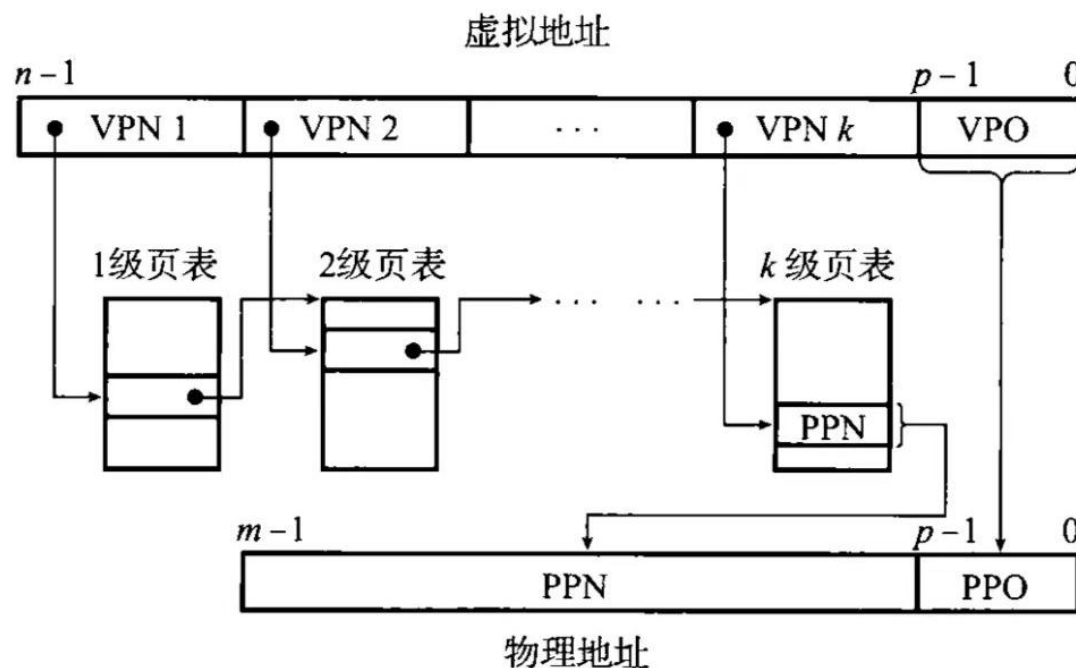 虚拟地址
n-1 p-1 0
VPN 1 VPN 2 ... VPN k VPO
1级页表 2级页表 k 级页表
... ...
PPN
m-1 p-1 0
PPN PPO
物理地址